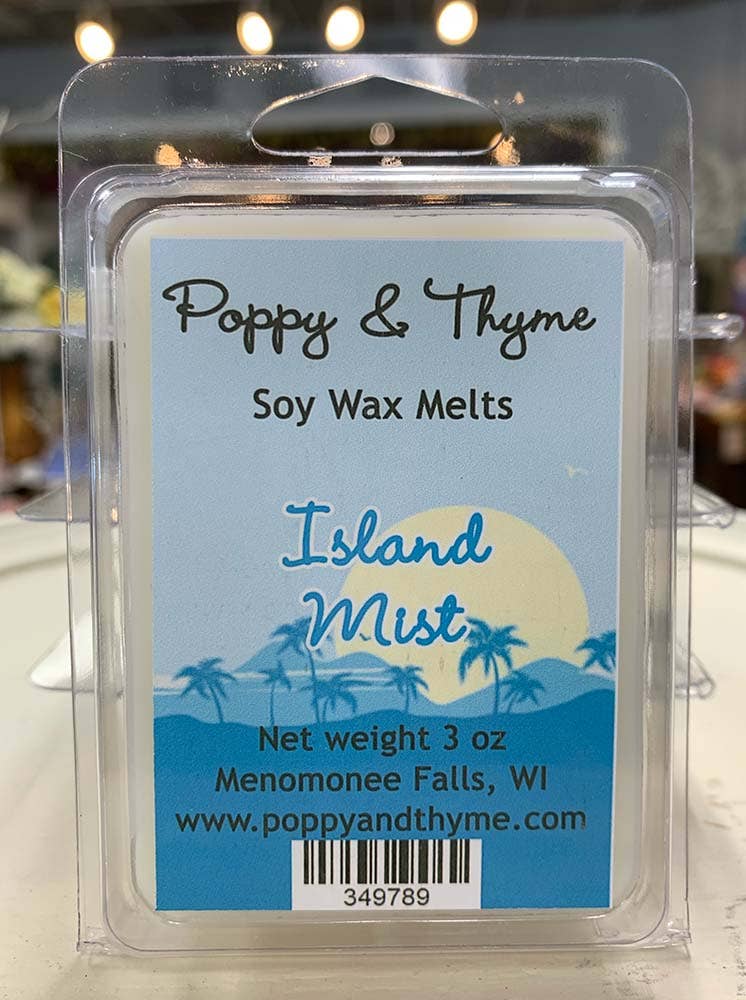 Poppy & Thyme
Soy Wax Melts
Island
Mist
Net weight 3 oz
Menomonee Falls, WI
www.poppyandthyme.com
349789